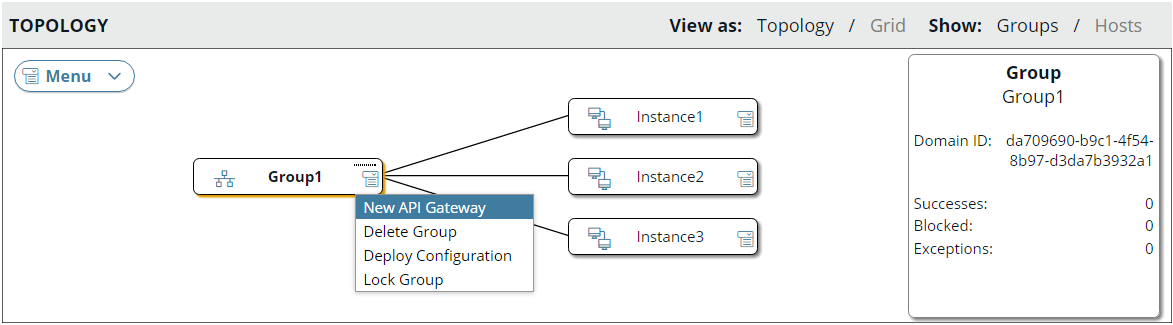 TOPOLOGY
View as: Topology / Grid Show: Groups / Hosts
Menu
Group1
Instance1
Instance2
Instance3
New API Gateway
Delete Group
Deploy Configuration
Lock Group
Group
Group1
Domain ID: da709690-b9c1-4f54-
8b97-d3da7b3932a1
Successes: 0
Blocked: 0
Exceptions: 0